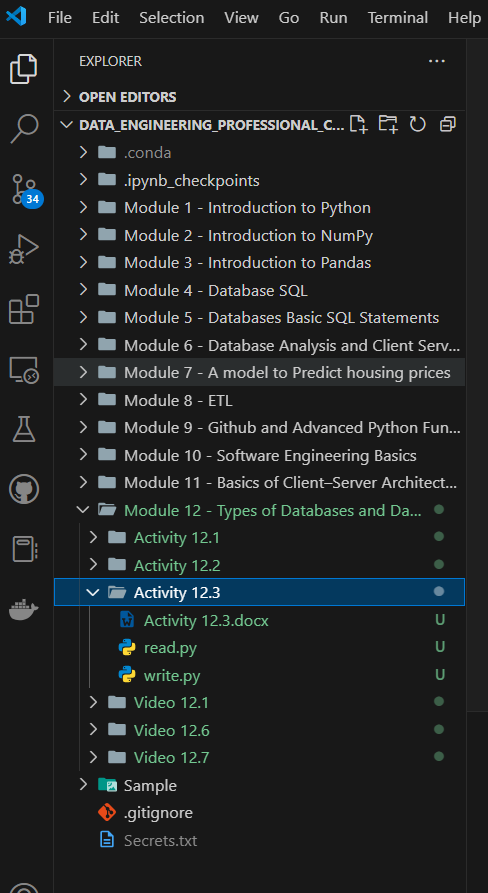 File Edit Selection View Go Run Terminal Help
EXPLORER ...
OPEN EDITORS
DATA_ENGINEERING_PROFESSIONAL_C...
.conda
34
.ipynb_checkpoints
Module 1 - Introduction to Python
Module 2 - Introduction to NumPy
Module 3 - Introduction to Pandas
Module 4 - Database SQL
Module 5 - Databases Basic SQL Statements
Module 6 - Database Analysis and Client Serv...
Module 7 - A model to Predict housing prices
Module 8 - ETL
Module 9 - Github and Advanced Python Fun...
Module 10 - Software Engineering Basics
Module 11 - Basics of Client–Server Architect...
Module 12 - Types of Databases and Da...
Activity 12.1
Activity 12.2
Activity 12.3
Activity 12.3.docx U
read.py U
write.py U
Video 12.1
Video 12.6
Video 12.7
Sample
.gitignore
Secrets.txt